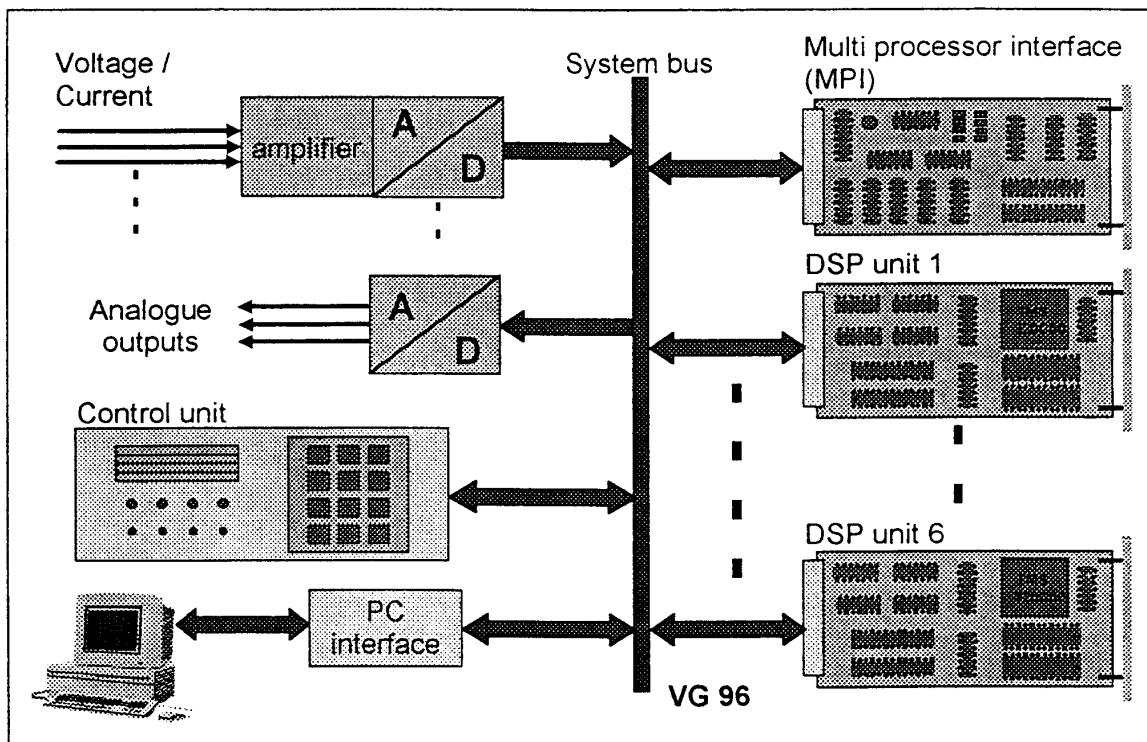 Voltage /
Current
amplifier
A
D
System bus
Multi processor interface
(MPI)
DSP unit 1
Analogue
outputs
A
D
Control unit
DSP unit 6
PC
interface
VG 96